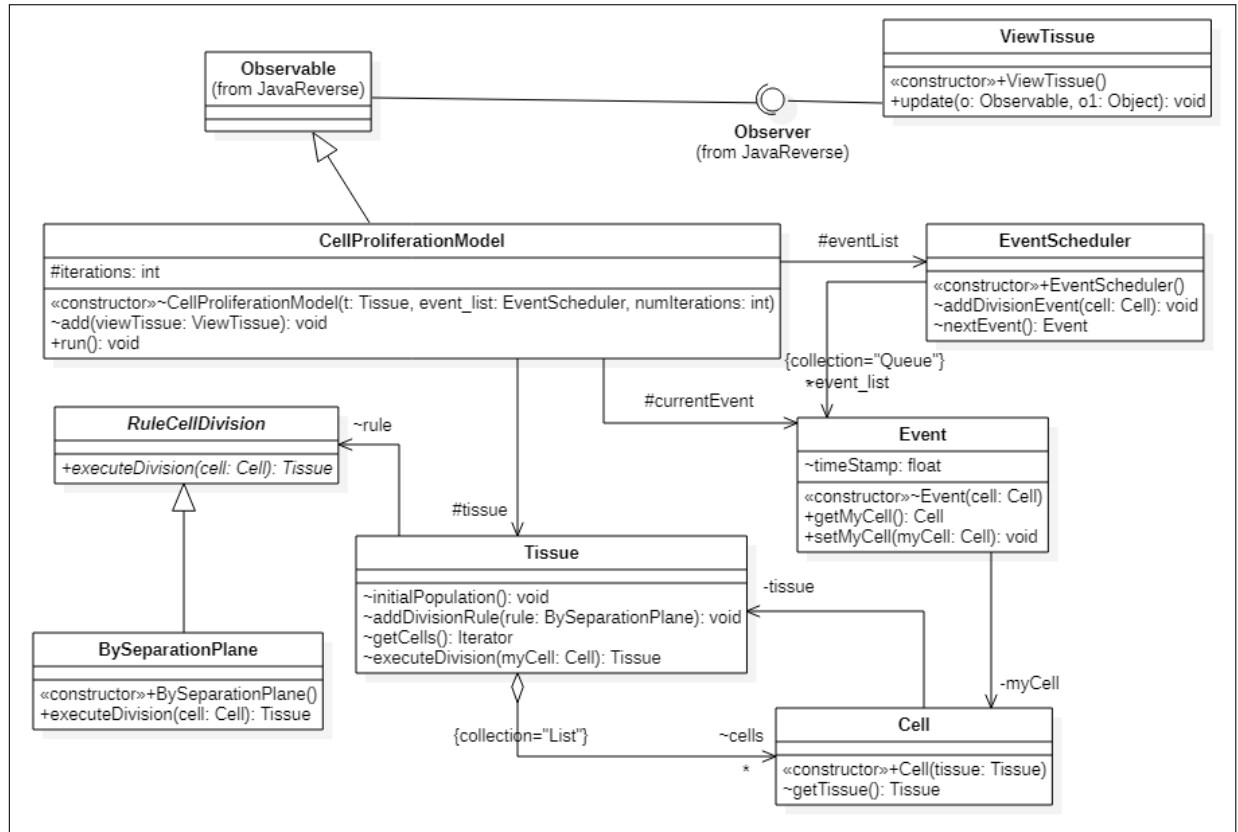 ViewTissue
«constructor»+ViewTissue()
+update(o: Observable, o1: Object): void
Observable
(from JavaReverse)
Observer
(from JavaReverse)
CellProliferationModel
#iterations: int
«constructor»~CellProliferationModel(t: Tissue, event_list: EventScheduler, numIterations: int)
~add(viewTissue: ViewTissue): void
+run(): void
#eventList
EventScheduler
«constructor»+EventScheduler()
~addDivisionEvent(cell: Cell): void
~nextEvent(): Event
{collection="Queue"}
*
~event_list
#currentEvent
RuleCellDivision
+executeDivision(cell: Cell): Tissue
~rule
Event
~timeStamp: float
«constructor»~Event(cell: Cell)
+getMyCell(): Cell
+setMyCell(myCell: Cell): void
#tissue
Tissue
~initialPopulation(): void
~addDivisionRule(rule: BySeparationPlane): void
~getCells(): Iterator
~executeDivision(myCell: Cell): Tissue
-tissue
BySeparationPlane
«constructor»+BySeparationPlane()
+executeDivision(cell: Cell): Tissue
-myCell
{collection="List"}
~cells
*
Cell
«constructor»+Cell(tissue: Tissue)
~getTissue(): Tissue